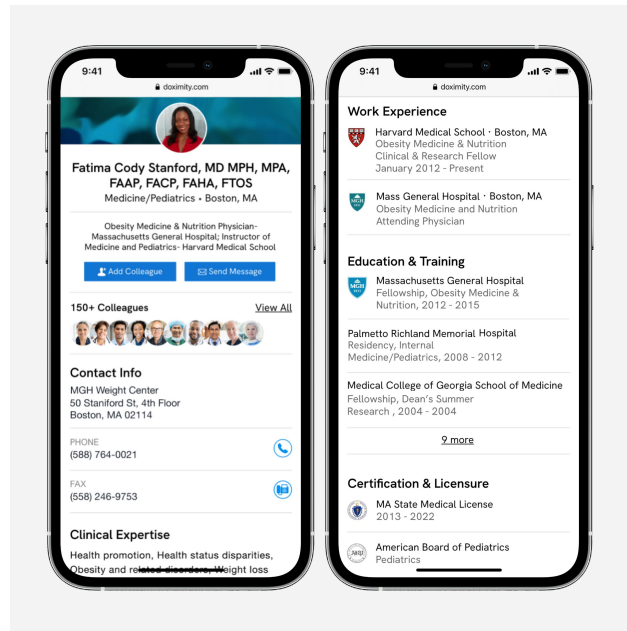 9:41
doximity.com
Fatima Cody Stanford, MD MPH, MPA,
FAAP, FACP, FAHA, FTOS
Medicine/Pediatrics • Boston, MA
Obesity Medicine & Nutrition Physician-
Massachusetts General Hospital; Instructor of
Medicine and Pediatrics- Harvard Medical School
Add Colleague
Send Message
150+ Colleagues
View All
Contact Info
MGH Weight Center
50 Staniford St, 4th Floor
Boston, MA 02114
PHONE
(588) 764-0021
FAX
(558) 246-9753
Clinical Expertise
Health promotion, Health status disparities,
Obesity and related disorders, Weight loss
9:41
doximity.com
Work Experience
Harvard Medical School · Boston, MA
Obesity Medicine & Nutrition
Clinical & Research Fellow
January 2012 - Present
MGH
Mass General Hospital · Boston, MA
Obesity Medicine and Nutrition
Attending Physician
Education & Training
MGH
Massachusetts General Hospital
Fellowship, Obesity Medicine &
Nutrition, 2012 - 2015
Palmetto Richland Memorial Hospital
Residency, Internal
Medicine/Pediatrics, 2008 - 2012
Medical College of Georgia School of Medicine
Fellowship, Dean's Summer
Research , 2004 - 2004
9 more
Certification & Licensure
MA State Medical License
2013 - 2022
American Board of Pediatrics
Pediatrics